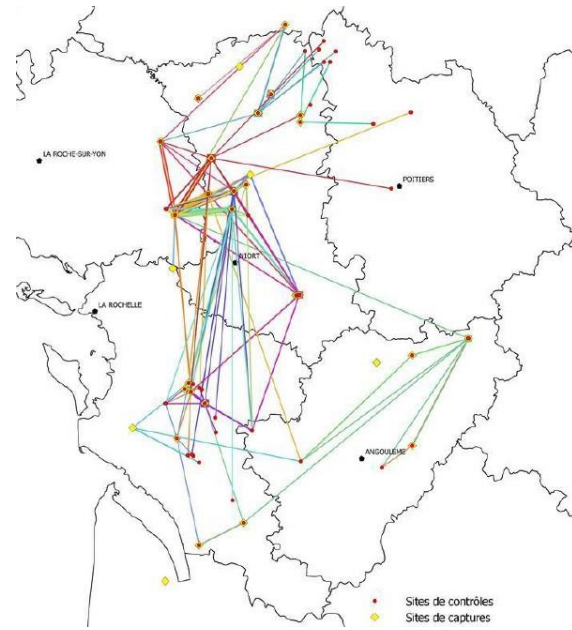 LA ROCHE-SUR-YON
POITIERS
NIORT
LA ROCHELLE
ANGOULEME
Sites de contrôles
Sites de captures